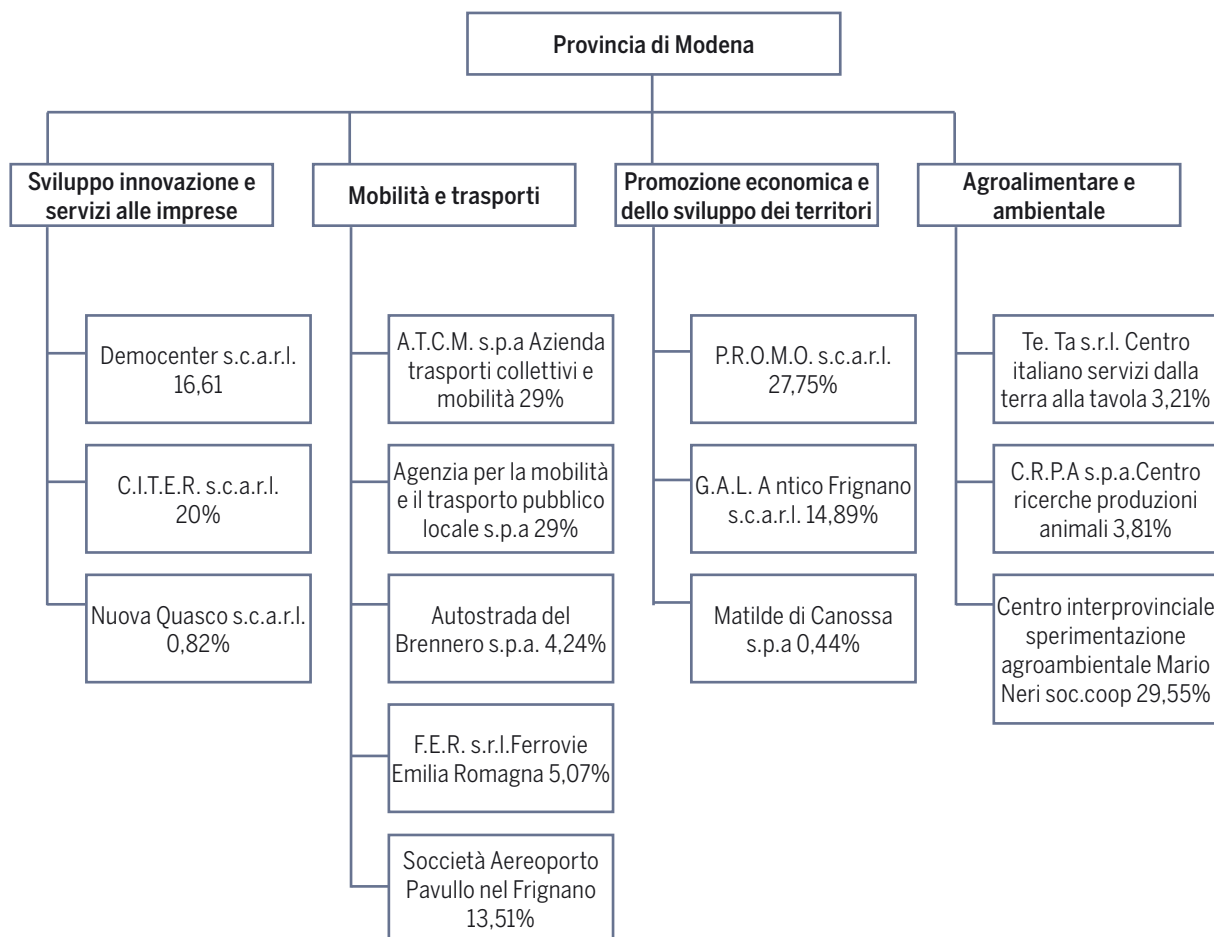 Provincia di Modena
Sviluppo innovazione e
servizi alle imprese
Democenter s.c.a.r.l.
16,61
C.I.T.E.R. s.c.a.r.l.
20%
Nuova Quasco s.c.a.r.l.
0,82%
Mobilità e trasporti
A.T.C.M. s.p.a Azienda
trasporti collettivi e
mobilità 29%
Agenzia per la mobilità
e il trasporto pubblico
locale s.p.a 29%
Autostrada del
Brennero s.p.a. 4,24%
F.E.R. s.r.l.Ferrovie
Emilia Romagna 5,07%
Soccietà Aereoporto
Pavullo nel Frignano
13,51%
Promozione economica e
dello sviluppo dei territori
P.R.O.M.O. s.c.a.r.l.
27,75%
G.A.L. A ntico Frignano
s.c.a.r.l. 14,89%
Matilde di Canossa
s.p.a 0,44%
Agroalimentare e
ambientale
Te. Ta s.r.l. Centro
italiano servizi dalla
terra alla tavola 3,21%
C.R.P.A s.p.a.Centro
ricerche produzioni
animali 3,81%
Centro interprovinciale
sperimentazione
agroambientale Mario
Neri soc.coop 29,55%